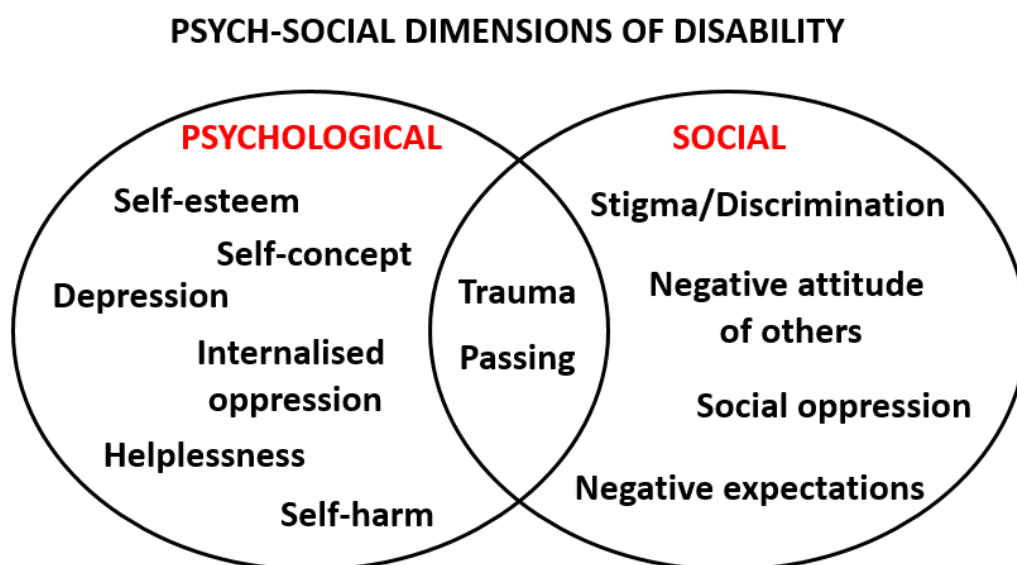 PSYCH-SOCIAL DIMENSIONS OF DISABILITY
PSYCHOLOGICAL
Self-esteem
Self-concept
Depression
Internalised
oppression
Helplessness
Self-harm
Trauma
Passing
SOCIAL
Stigma/Discrimination
Negative attitude
of others
Social oppression
Negative expectations